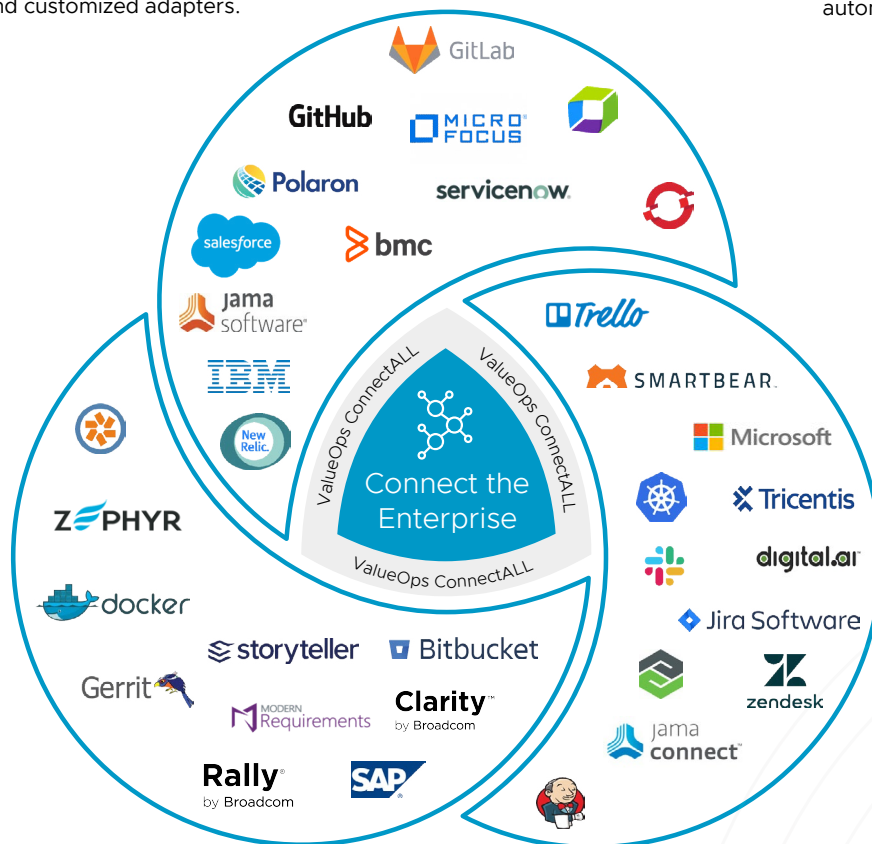 nd customized adapters.
autor
GitLab
GitHub
MICRO
FOCUS®
Polaron
servicenow.
salesforce
bmc
jama
software®
IBM
New
Relic.
Trello
SMARTBEAR
Microsoft
Tricentis
digital.ai
Jira Software
zendesk
jama
connect™
ValueOps ConnectALL
ValueOps ConnectALL
Connect the
Enterprise
ValueOps ConnectALL
ZEPHYR
docker
Gerrit
storyteller
Bitbucket
MODERN
Requirements
Clarity™
by Broadcom
Rally®
by Broadcom
SAP®